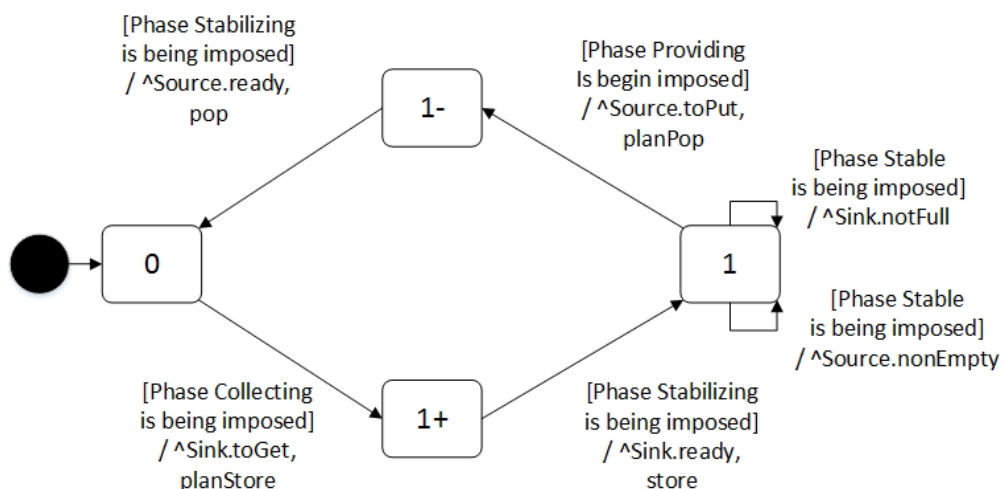 [Phase Stabilizing
is being imposed]
/ ^Source.ready,
pop
[Phase Providing
Is begin imposed]
/ ^Source.toPut,
planPop
1-
[Phase Stable
is being imposed]
/ ^Sink.notFull
0
1
[Phase Stable
is being imposed]
/ ^Source.nonEmpty
[Phase Collecting
is being imposed]
/ ^Sink.toGet,
planStore
1+
[Phase Stabilizing
is being imposed]
/ ^Sink.ready,
store